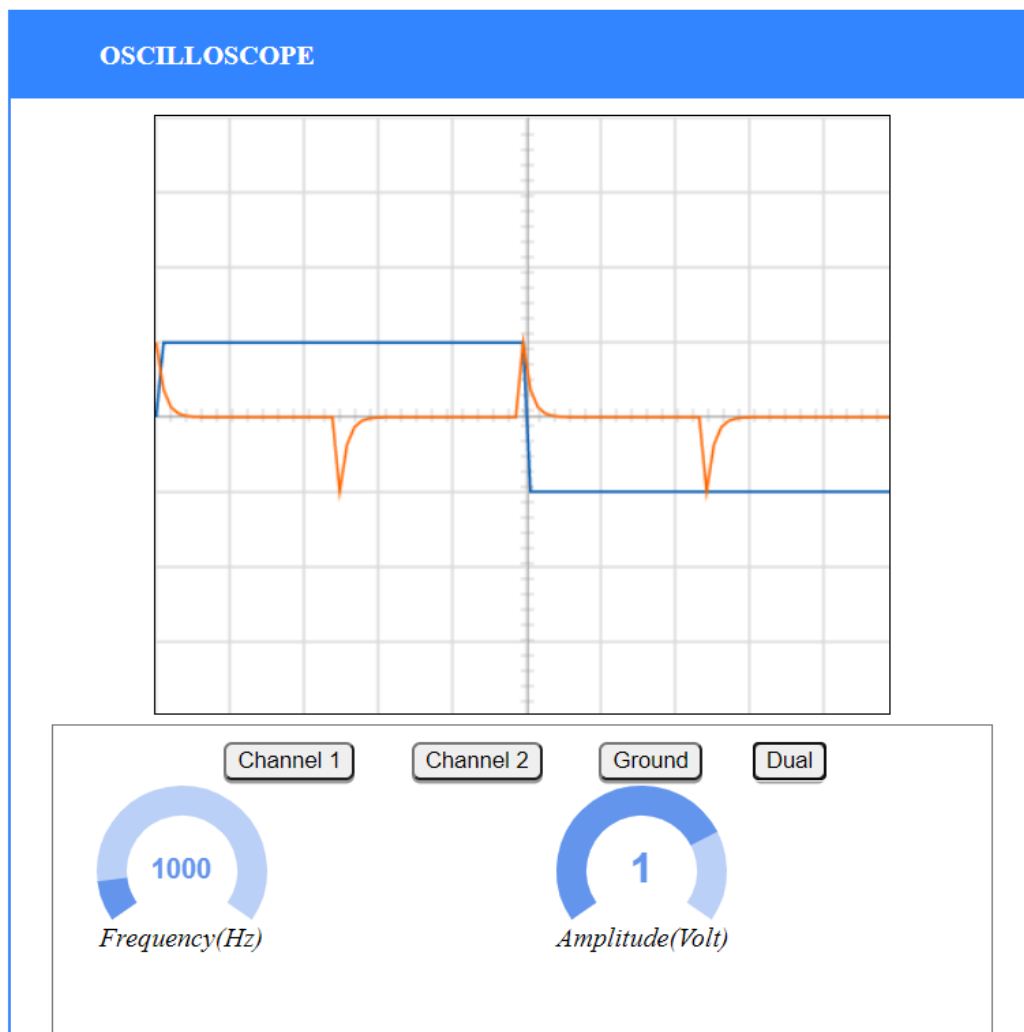 OSCILLOSCOPE
Channel 1 Channel 2 Ground Dual
1000 1
Frequency(Hz) Amplitude(Volt)